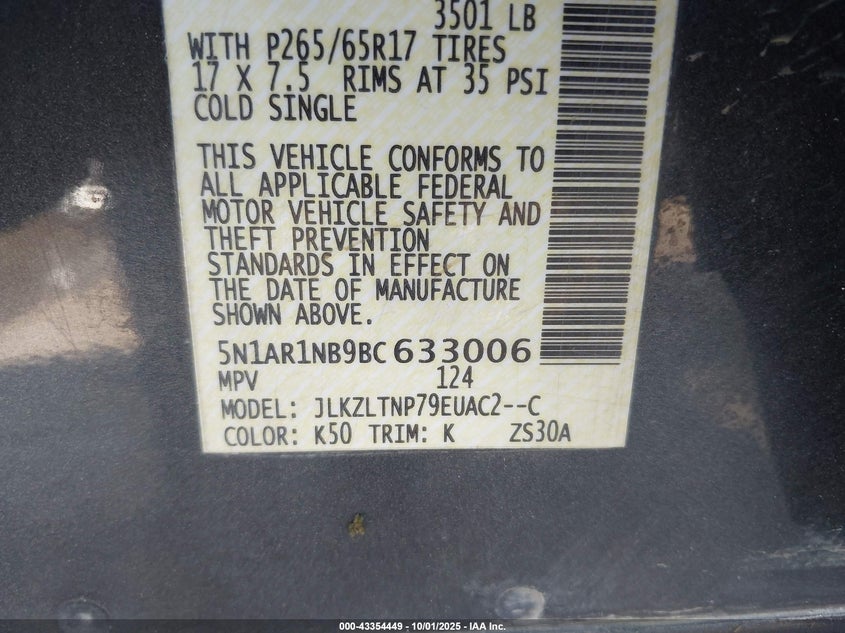 3501 LB
WITH P265/65R17 TIRES
17 X 7.5 RIMS AT 35 PSI
COLD SINGLE
THIS VEHICLE CONFORMS TO
ALL APPLICABLE FEDERAL
MOTOR VEHICLE SAFETY AND
THEFT PREVENTION
STANDARDS IN EFFECT ON
THE DATE OF MANUFACTURE
SHOWN ABOVE.
5N1AR1NB9BC 633006
MPV 124
MODEL: JLKZLTNP79EUAC2--C
COLOR: K50 TRIM: K ZS30A
000-43354449 - 10/01/2025 - IAA Inc.